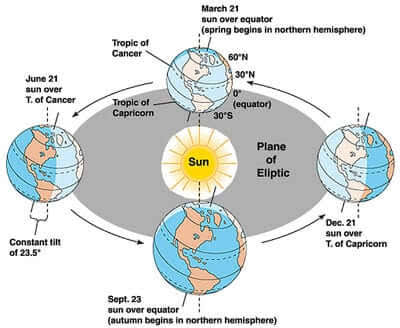 March 21
sun over equator
(spring begins in northern hemisphere)
Tropic of
Cancer
60°N
30°N
0°
(equator)
30°S
Tropic of
Capricorn
June 21
sun over
T. of Cancer
Sun
Plane
of
Eliptic
Constant tilt
of 23.5°
Dec. 21
sun over
T. of Capricorn
Sept. 23
sun over equator
(autumn begins in northern hemisphere)